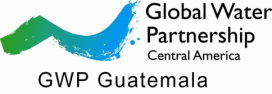 Global Water
Partnership
Central America
GWP Guatemala